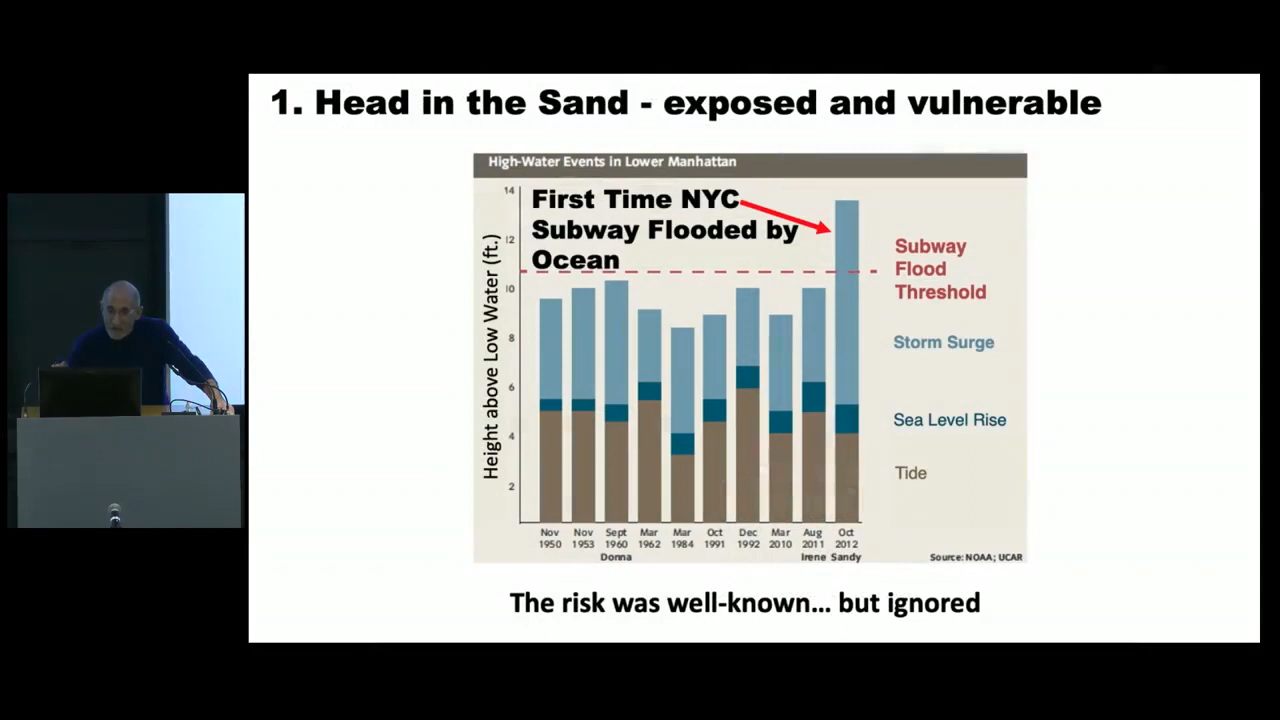 1. Head in the Sand - exposed and vulnerable
High-Water Events in Lower Manhattan
First Time NYC
Subway Flooded by
Ocean
Height above Low Water (ft.)
14
12
10
8
6
4
2
Subway
Flood
Threshold
Storm Surge
Sea Level Rise
Tide
Nov Nov Sept Mar Mar Oct Dec Mar Aug Oct
1950 1953 1960 1962 1984 1991 1992 2010 2011 2012
Donna Irene Sandy
Source: NOAA; UCAR
The risk was well-known... but ignored